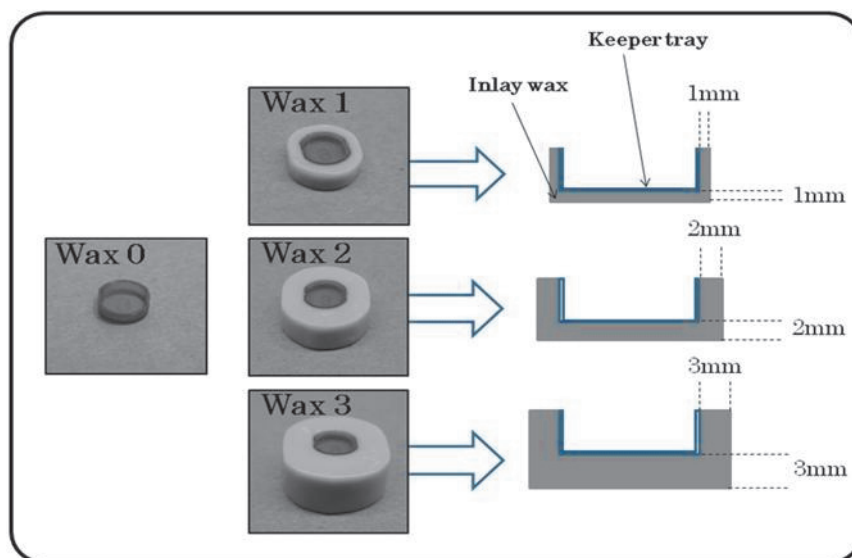 Wax 0
Wax 1
Wax 2
Wax 3
Keeper tray
Inlay wax
1mm
1mm
2mm
2mm
3mm
3mm